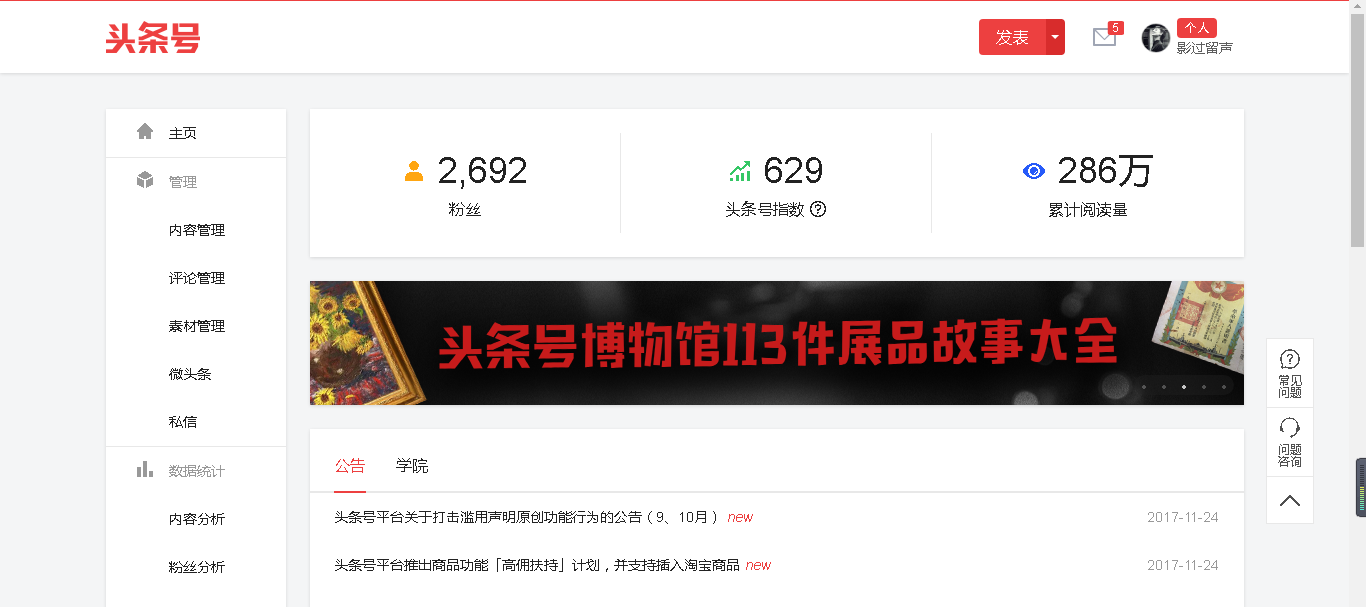 头条号
发表
5
个人
影过留声
主页
管理
内容管理
评论管理
素材管理
微头条
私信
数据统计
内容分析
粉丝分析
2,692
粉丝
629
头条号指数 ?
286万
累计阅读量
头条号博物馆113件展品故事大全
公告 学院
头条号平台关于打击滥用声明原创功能行为的公告（9、10月） new 2017-11-24
头条号平台推出商品功能「高佣扶持」计划，并支持插入淘宝商品 new 2017-11-24
?
常见
问题
问题
咨询